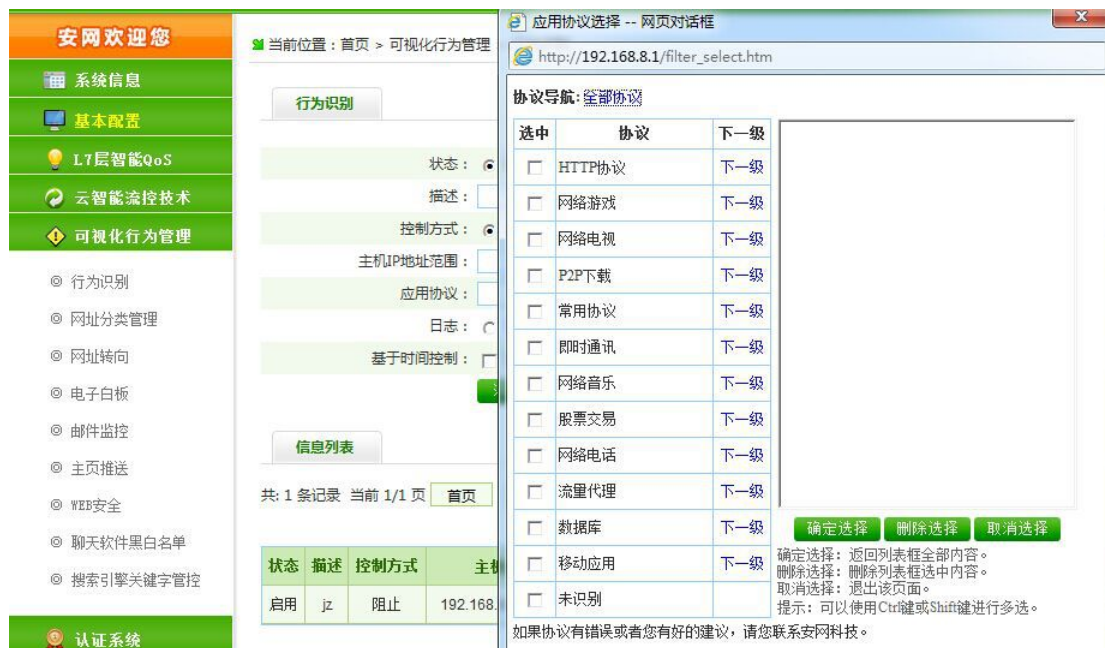 安网欢迎您
系统信息
基本配置
L7层智能QoS
云智能流控技术
可视化行为管理
行为识别
网址分类管理
网址转向
电子白板
邮件监控
主页推送
WEB安全
聊天软件黑白名单
搜索引擎关键字管控
认证系统
当前位置：首页 > 可视化行为管理
行为识别
状态：
描述：
控制方式：
主机IP地址范围：
应用协议：
日志：
基于时间控制：
信息列表
共: 1 条记录 当前 1/1 页 首页
状态 描述 控制方式
启用 jz 阻止 192.168.
应用协议选择 -- 网页对话框
http://192.168.8.1/filter_select.htm
协议导航: 全部协议
选中 协议 下一级
HTTP协议 下一级
网络游戏 下一级
网络电视 下一级
P2P下载 下一级
常用协议 下一级
即时通讯 下一级
网络音乐 下一级
股票交易 下一级
网络电话 下一级
流量代理 下一级
数据库 下一级
移动应用 下一级
未识别
确定选择 删除选择 取消选择
确定选择：返回列表框全部内容。
删除选择：删除列表框选中内容。
取消选择：退出该页面。
提示：可以使用Ctrl键或Shift键进行多选。
如果协议有错误或者您有好的建议，请您联系安网科技。